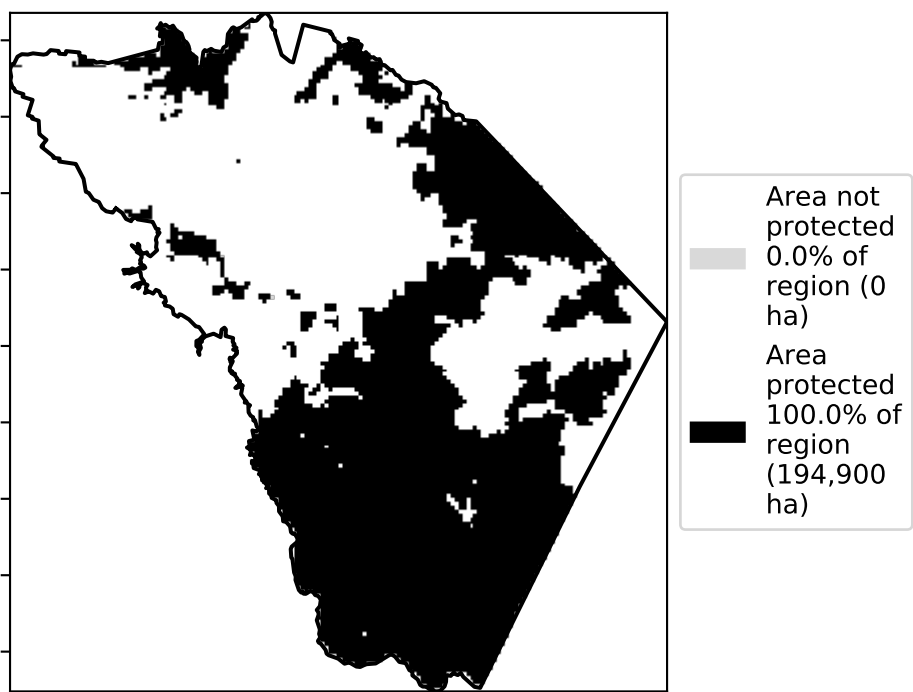 Area not
protected
0.0% of
region (0
ha)
Area
protected
100.0% of
region
(194,900
ha)